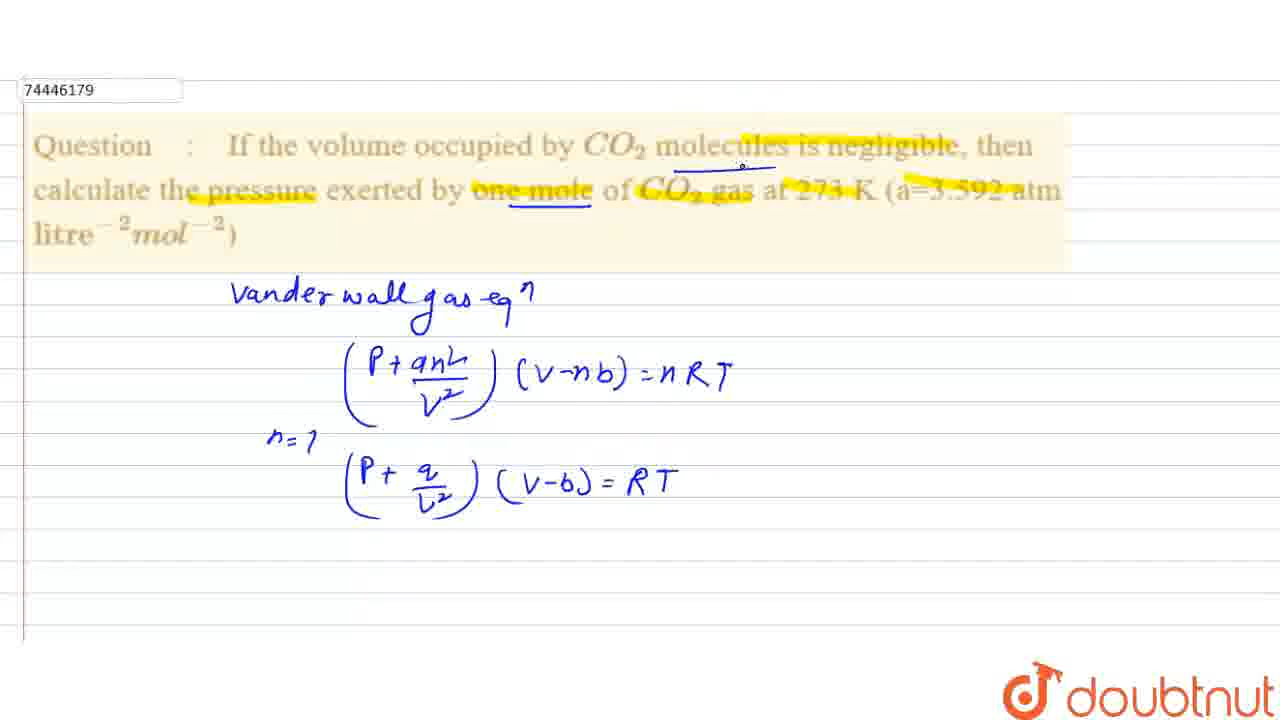 74446179
Question : If the volume occupied by CO₂ molecules is negligible, then
calculate the pressure exerted by one mole of CO₂ gas at 273 K (a=3.592 atm
litre⁻²mol⁻²)
Vander wall gas eqⁿ
(P + an²/V²) (V-nb) = nRT
n=1
(P + a/V²) (V-b) = RT
doubtnut